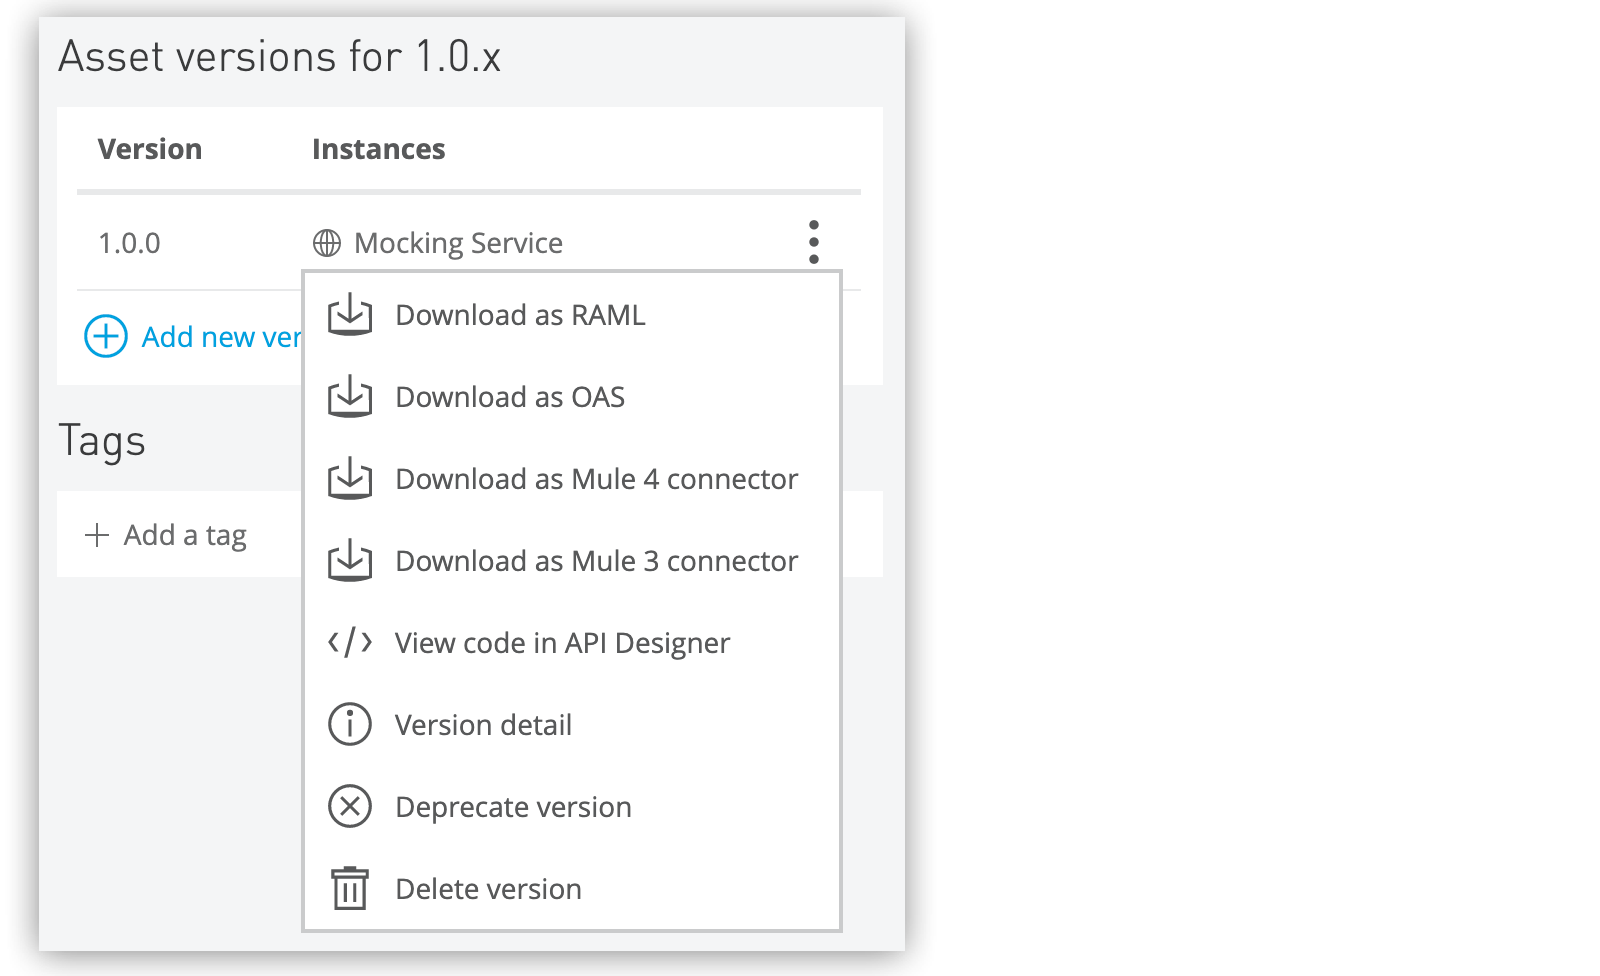 Asset versions for 1.0.x
Version Instances
1.0.0 Mocking Service
Add new ver
Download as RAML
Download as OAS
Download as Mule 4 connector
Download as Mule 3 connector
View code in API Designer
Version detail
Deprecate version
Delete version
Tags
Add a tag